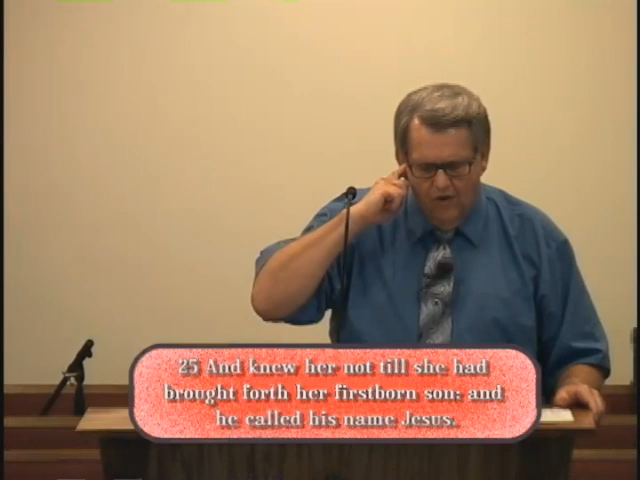 25 And knew her not till she had
brought forth her firstborn son: and
he called his name Jesus.